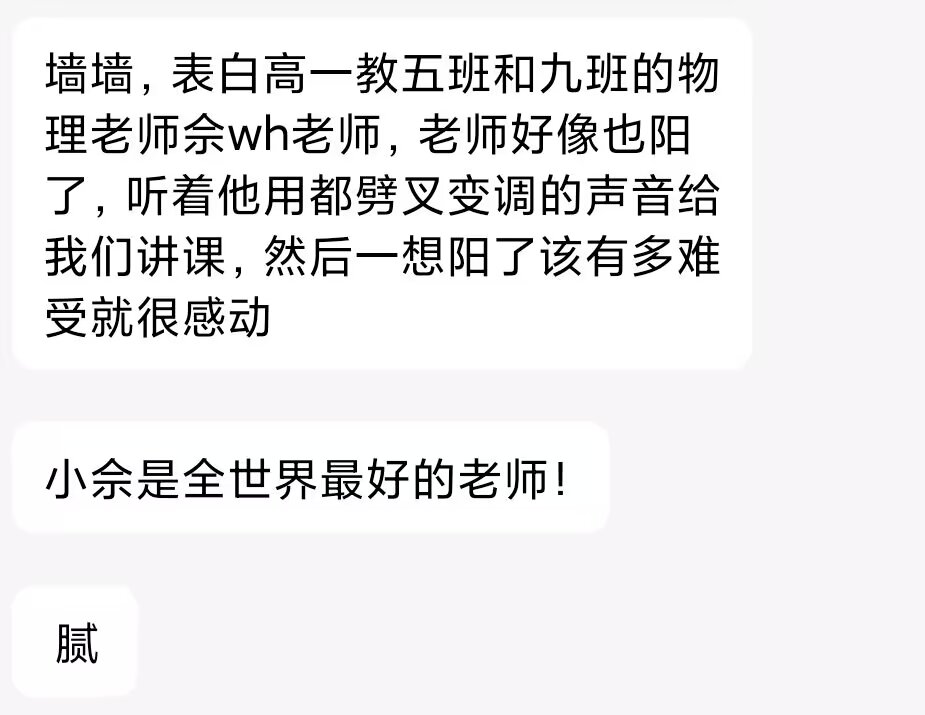 墙墙，表白高一教五班和九班的物
理老师佘wh老师，老师好像也阳
了，听着他用都劈叉变调的声音给
我们讲课，然后一想阳了该有多难
受就很感动
小佘是全世界最好的老师！
腻